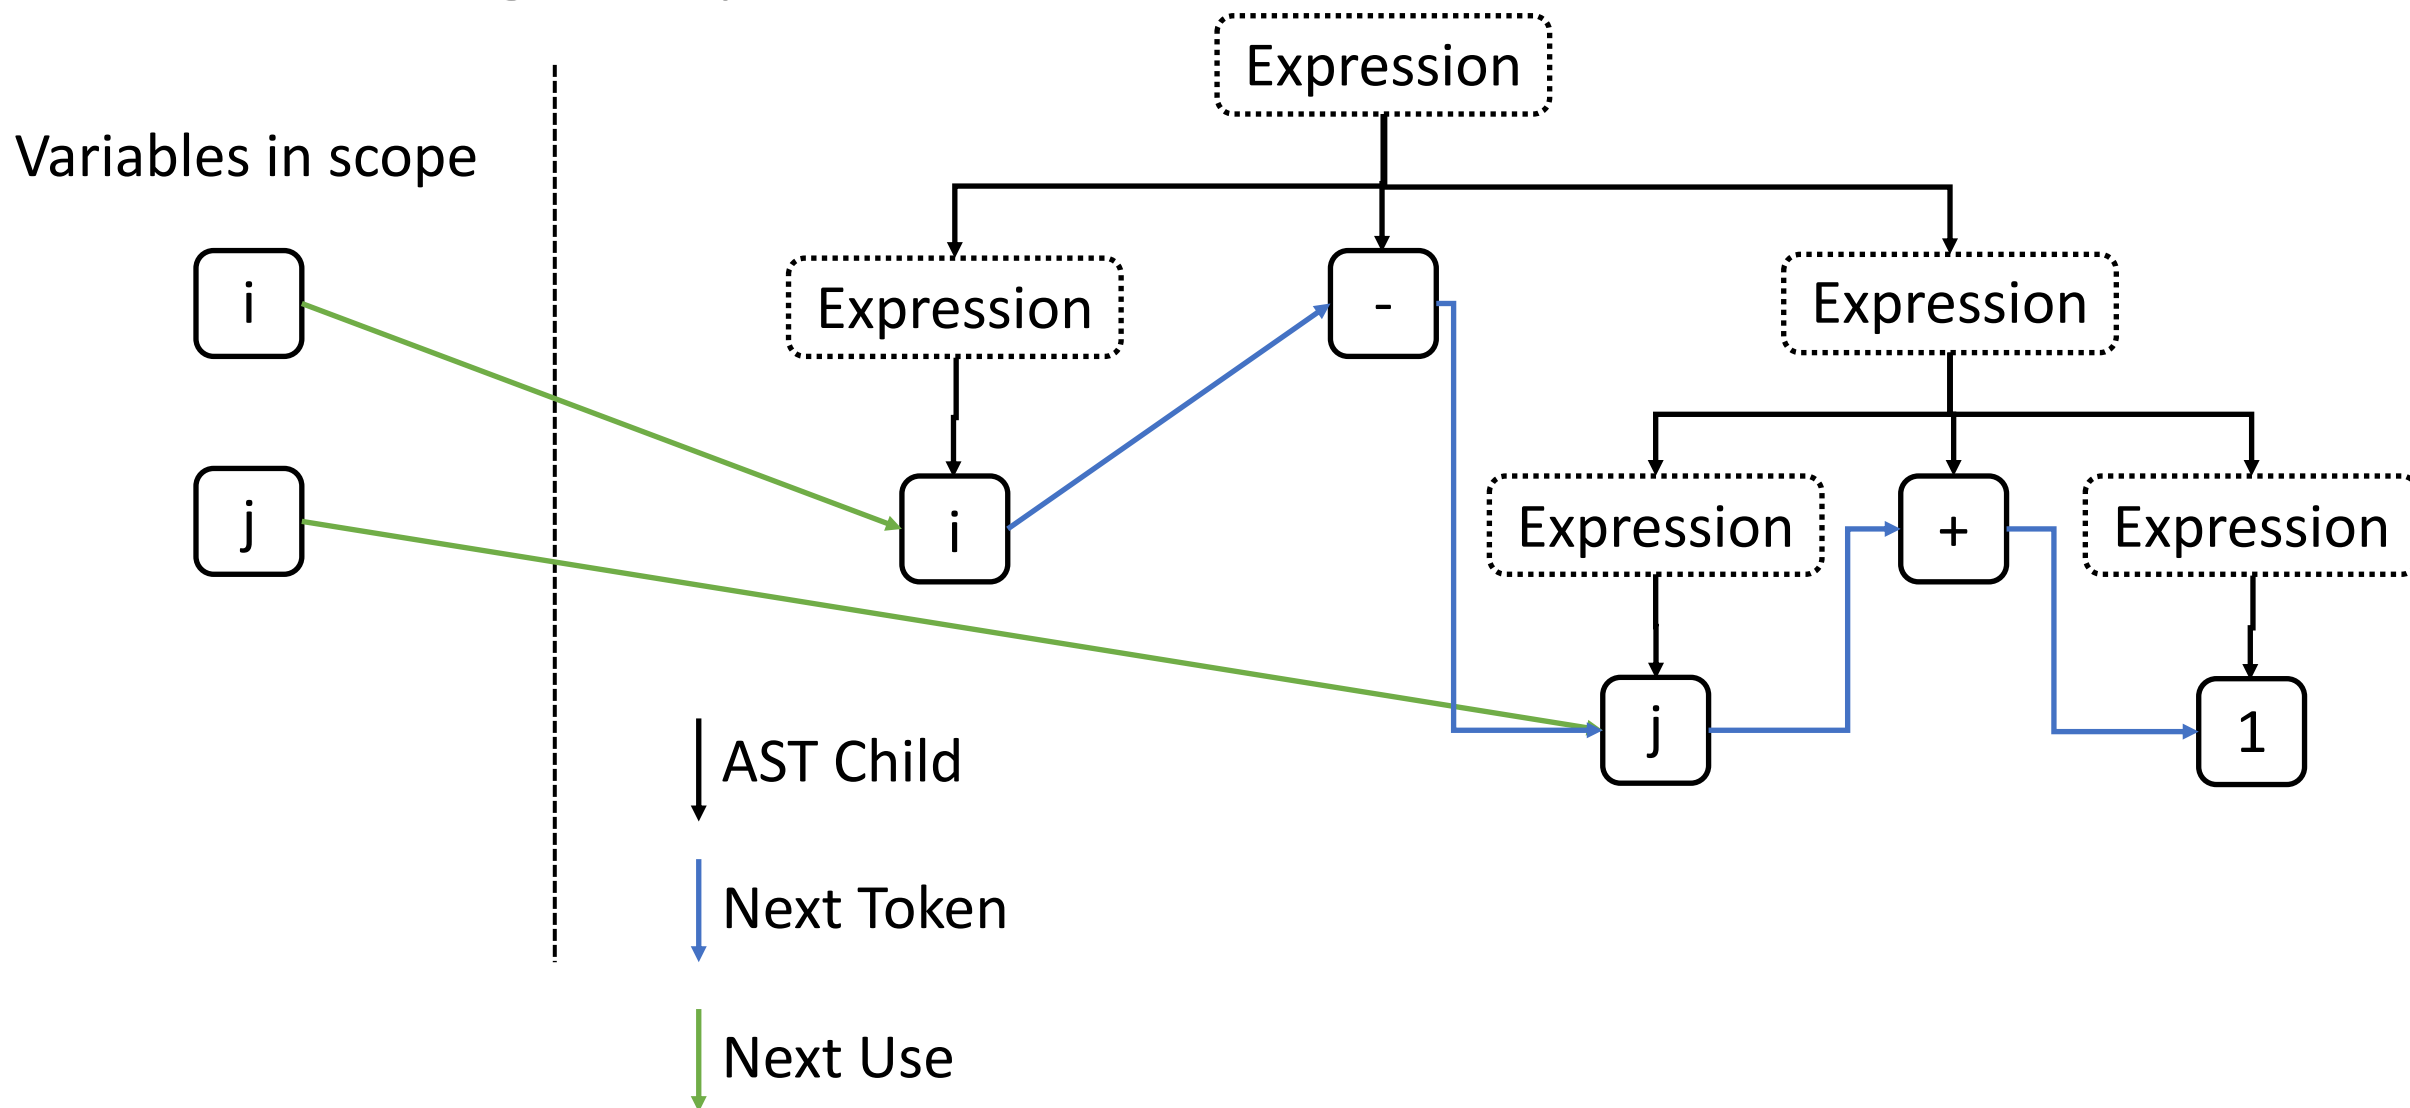 Expression
Variables in scope
i
Expression
-
Expression
j
i
Expression
+
Expression
j
1
AST Child
Next Token
Next Use